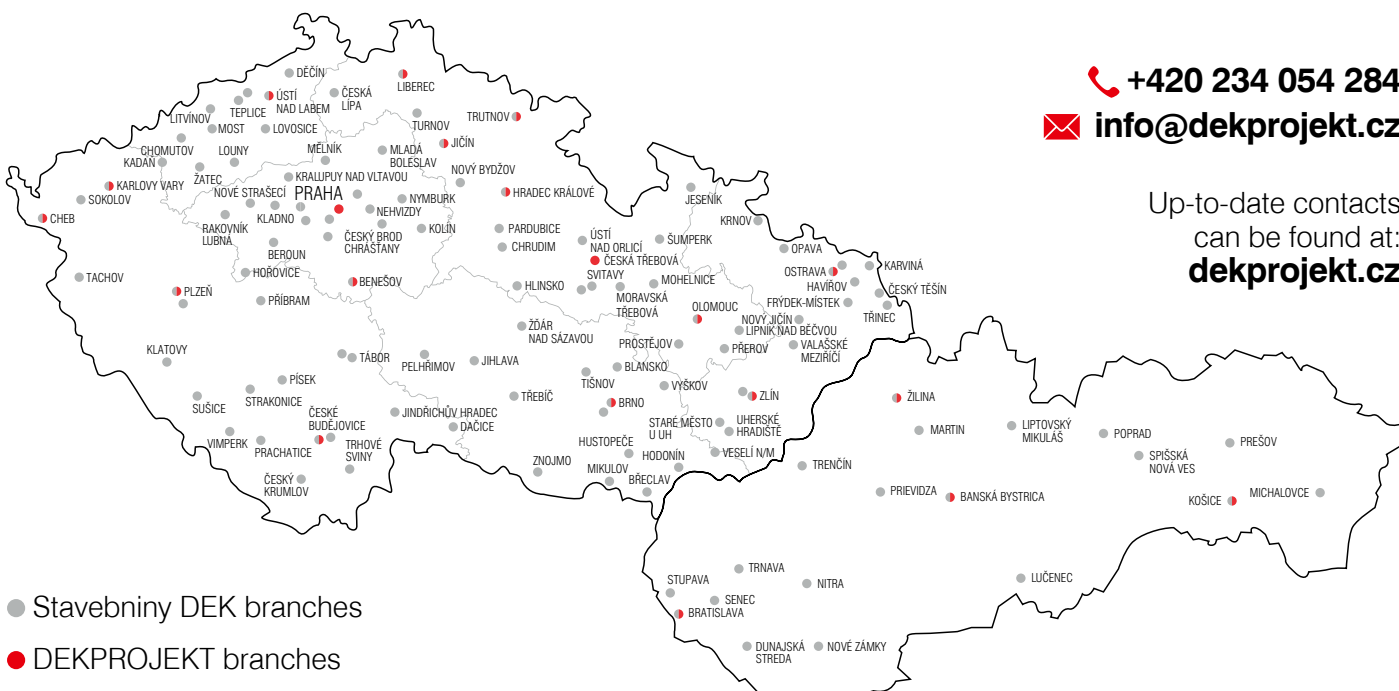 +420 234 054 284
info@dekprojekt.cz
Up-to-date contacts
can be found at:
dekprojekt.cz
DĚČÍN
LIBEREC
ÚSTÍ
NAD LABEM
ČESKÁ
LÍPA
TEPLICE
LITVÍNOV
MOST
LOVOSICE
TURNOV
TRUTNOV
CHOMUTOV
KADAŇ
LOUNY
MĚLNÍK
MLADÁ
BOLESLAV
JIČÍN
ŽATEC
KRALUPUY NAD VLTAVOU
NOVÝ BYDŽOV
KARLOVY VARY
SOKOLOV
NOVÉ STRAŠECÍ
PRAHA
NYMBURK
HRADEC KRÁLOVÉ
JESENÍK
CHEB
RAKOVNÍK
LUBNÁ
KLADNO
NEHVIZDY
KOLÍN
KRNOV
ČESKÝ BROD
CHRÁŠŤANY
PARDUBICE
CHRUDIM
ÚSTÍ
NAD ORLICÍ
ŠUMPERK
OPAVA
BEROUN
ČESKÁ TŘEBOVÁ
KARVINÁ
TACHOV
HOŘOVICE
BENEŠOV
HLINSKO
SVITAVY
MOHELNICE
OSTRAVA
HAVÍŘOV
ČESKÝ TĚŠÍN
PLZEŇ
PŘÍBRAM
MORAVSKÁ
TŘEBOVÁ
OLOMOUC
FRÝDEK-MÍSTEK
TŘINEC
NOVÝ JIČÍN
LIPNÍK NAD BĚČVOU
ŽĎÁR
NAD SÁZAVOU
PROSTĚJOV
PŘEROV
VALAŠSKÉ
MEZIŘÍČÍ
KLATOVY
TÁBOR
PELHŘIMOV
JIHLAVA
BLANSKO
TIŠNOV
VYŠKOV
PÍSEK
STRAKONICE
SUŠICE
TŘEBÍČ
BRNO
ZLÍN
ŽILINA
ČESKÉ
BUDĚJOVICE
JINDŘICHŮV HRADEC
DAČICE
STARÉ MĚSTO
U UH
UHERSKÉ
HRADIŠTĚ
MARTIN
LIPTOVSKÝ
MIKULÁŠ
POPRAD
PREŠOV
VIMPERK
PRACHATICE
TRHOVÉ
SVINY
HUSTOPEČE
HODONÍN
VESELÍ N/M
SPIŠSKÁ
NOVÁ VES
ZNOJMO
MIKULOV
BŘECLAV
TRENČÍN
ČESKÝ
KRUMLOV
PRIEVIDZA
BANSKÁ BYSTRICA
KOŠICE
MICHALOVCE
TRNAVA
STUPAVA
NITRA
LUČENEC
SENEC
BRATISLAVA
DUNAJSKÁ
STREDA
NOVÉ ZÁMKY
Stavebniny DEK branches
DEKPROJEKT branches